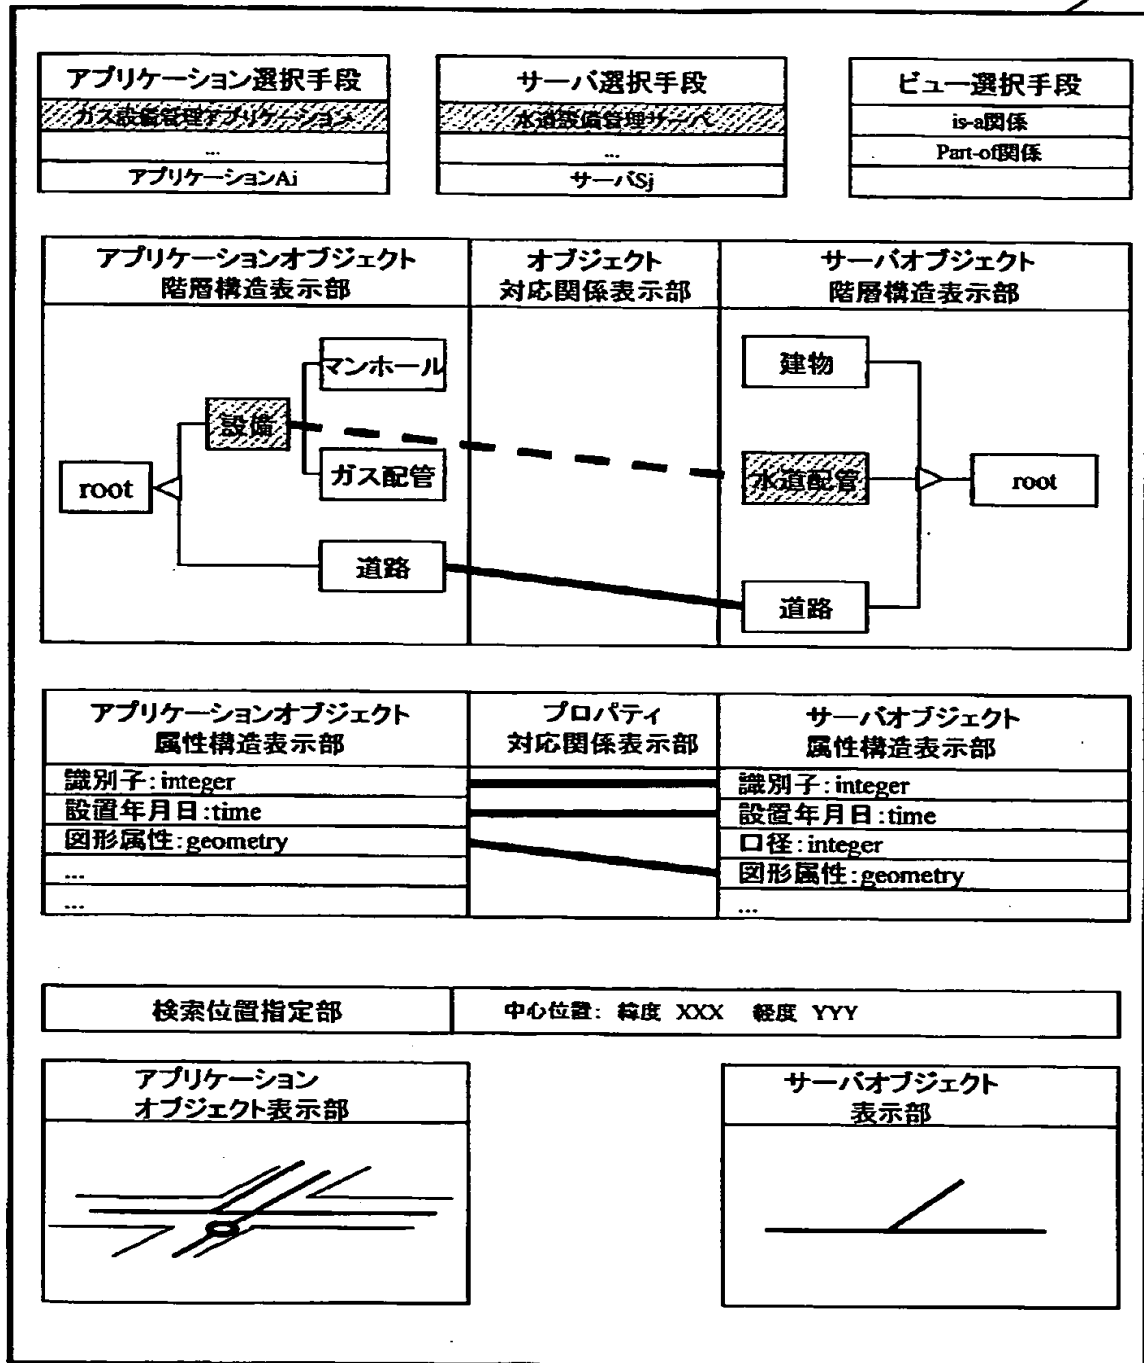 アプリケーション選択手段
ガス設備管理アプリケーション
...
アプリケーションAi
サーバ選択手段
水道設備管理サーバ
...
サーバSj
ビュー選択手段
is-a関係
Part-of関係
アプリケーションオブジェクト
階層構造表示部
オブジェクト
対応関係表示部
サーバオブジェクト
階層構造表示部
マンホール
設備
ガス配管
root
道路
建物
水道配管
root
道路
アプリケーションオブジェクト
属性構造表示部
プロパティ
対応関係表示部
サーバオブジェクト
属性構造表示部
識別子:integer
設置年月日:time
図形属性:geometry
...
...
識別子:integer
設置年月日:time
口径:integer
図形属性:geometry
...
検索位置指定部
中心位置: 緯度 XXX 経度 YYY
アプリケーション
オブジェクト表示部
サーバオブジェクト
表示部